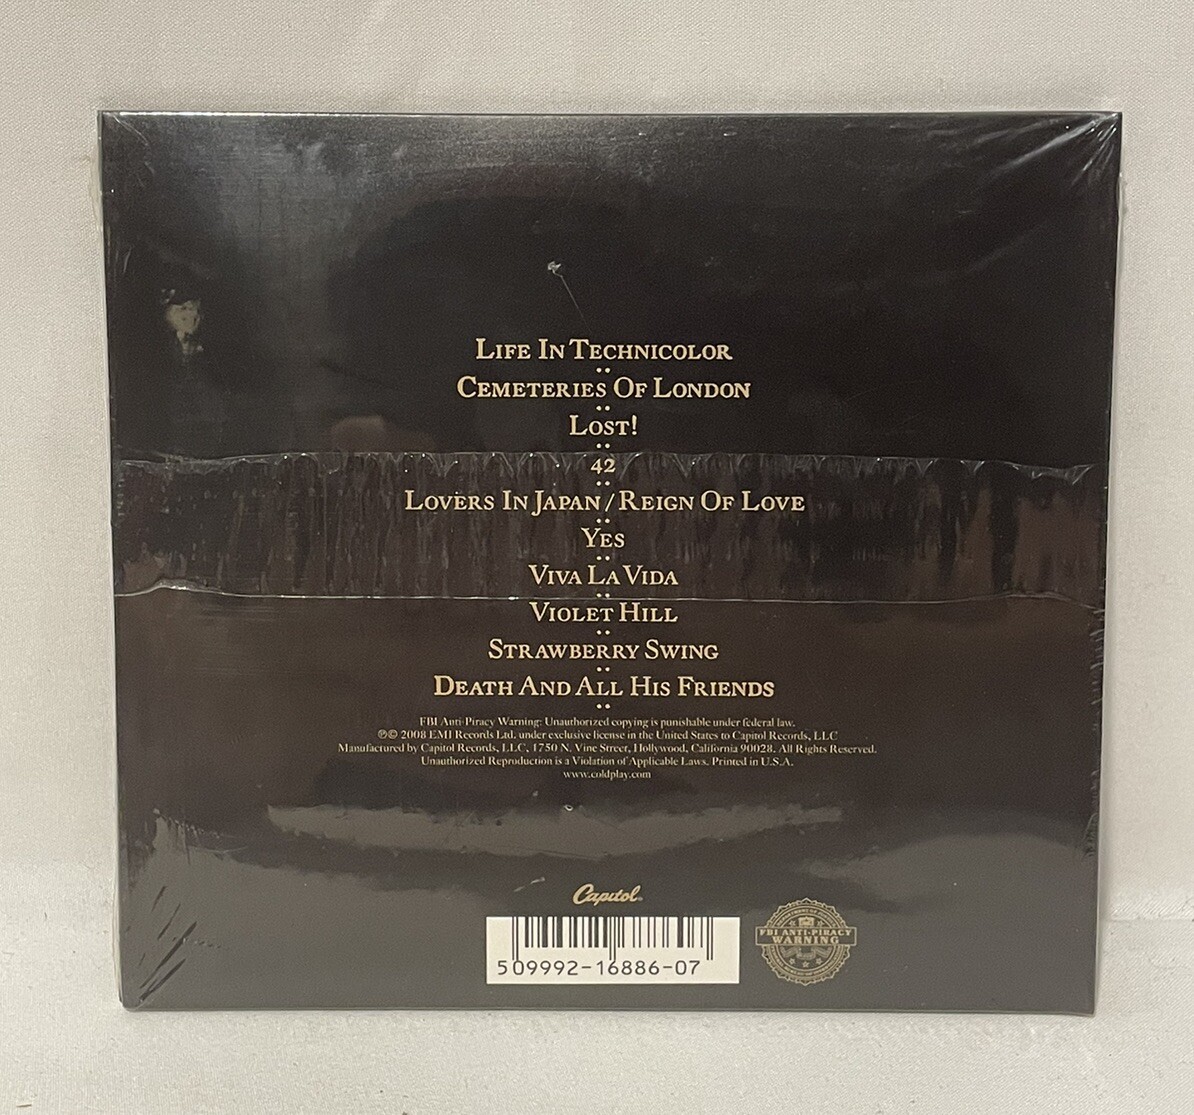 Life In Technicolor
Cemeteries Of London
Lost!
42
Lovers In Japan / Reign Of Love
Yes
Viva La Vida
Violet Hill
Strawberry Swing
Death And All His Friends
FBI Anti-Piracy Warning: Unauthorized copying is punishable under federal law.
℗© 2008 EMI Records Ltd. under exclusive license in the United States to Capitol Records, LLC
Manufactured by Capitol Records, LLC, 1750 N. Vine Street, Hollywood, California 90028. All Rights Reserved.
Unauthorized Reproduction is a Violation of Applicable Laws. Printed in U.S.A.
www.coldplay.com
Capitol®
5 09992-16886-07
FBI ANTI-PIRACY
WARNING